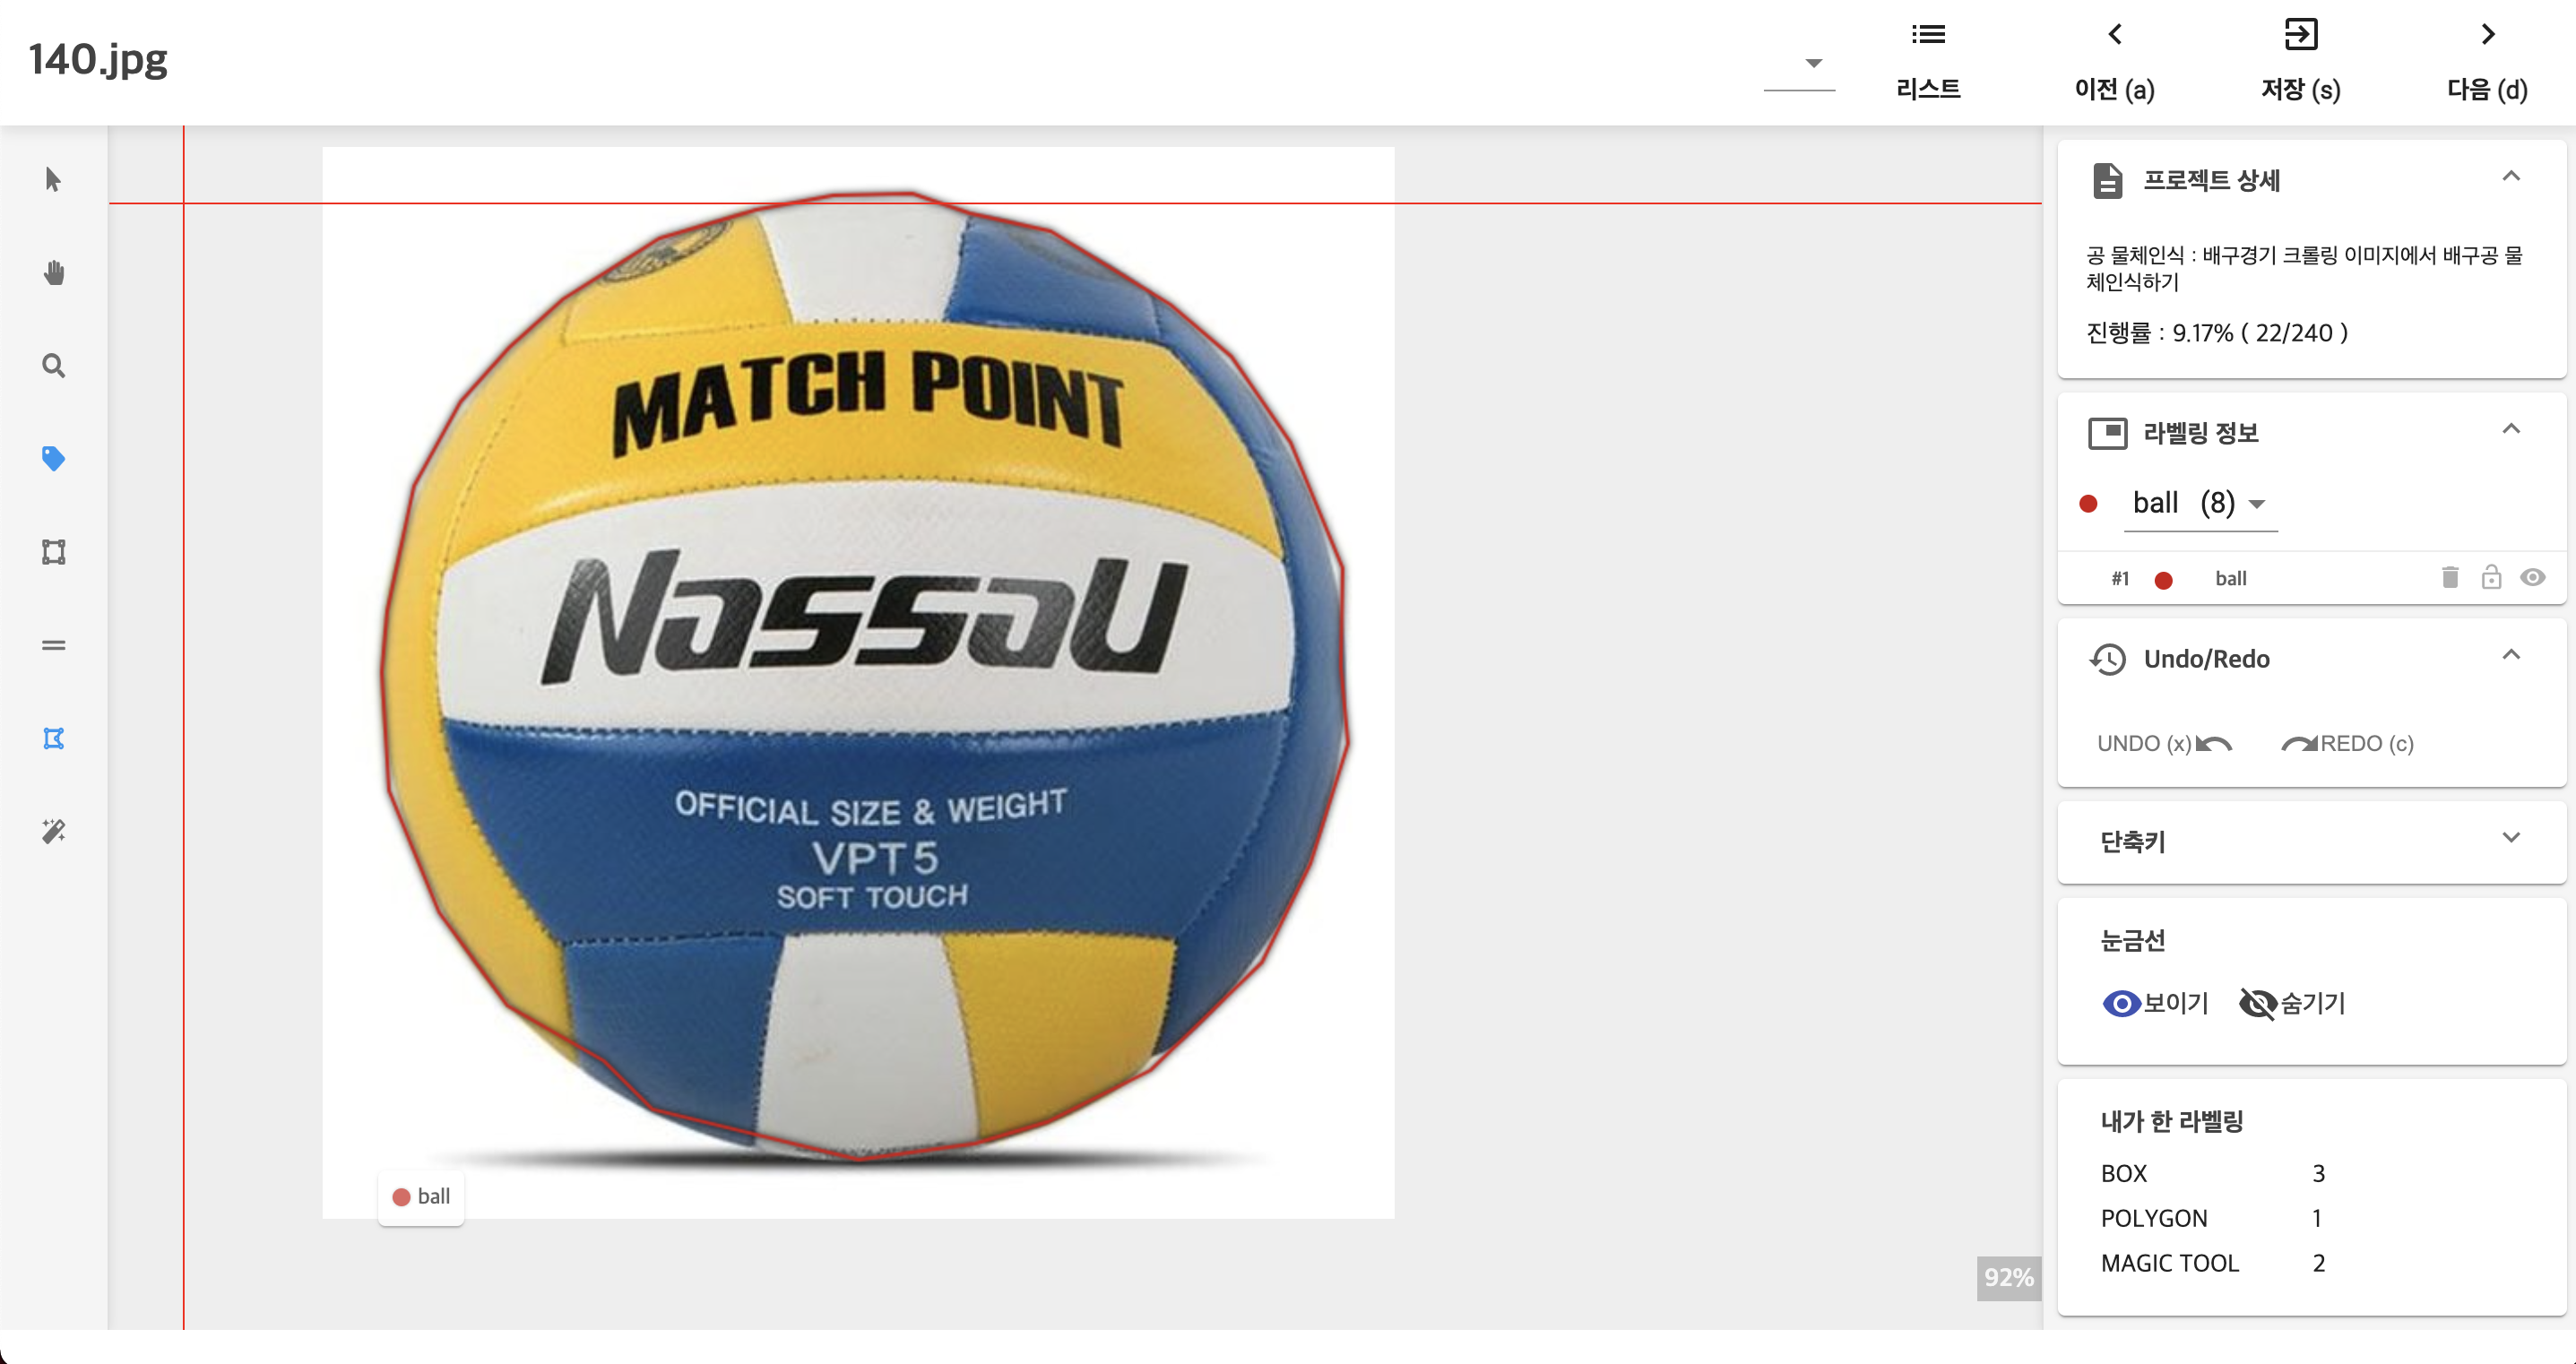 140.jpg
리스트
이전 (a)
저장 (s)
다음 (d)
MATCH POINT
Nassau
OFFICIAL SIZE & WEIGHT
VPT 5
SOFT TOUCH
ball
92%
프로젝트 상세
공 물체인식 : 배구경기 크롤링 이미지에서 배구공 물
체인식하기
진행률 : 9.17% ( 22/240 )
라벨링 정보
ball (8)
#1 ball
Undo/Redo
UNDO (x) REDO (c)
단축키
눈금선
보이기 숨기기
내가 한 라벨링
BOX 3
POLYGON 1
MAGIC TOOL 2